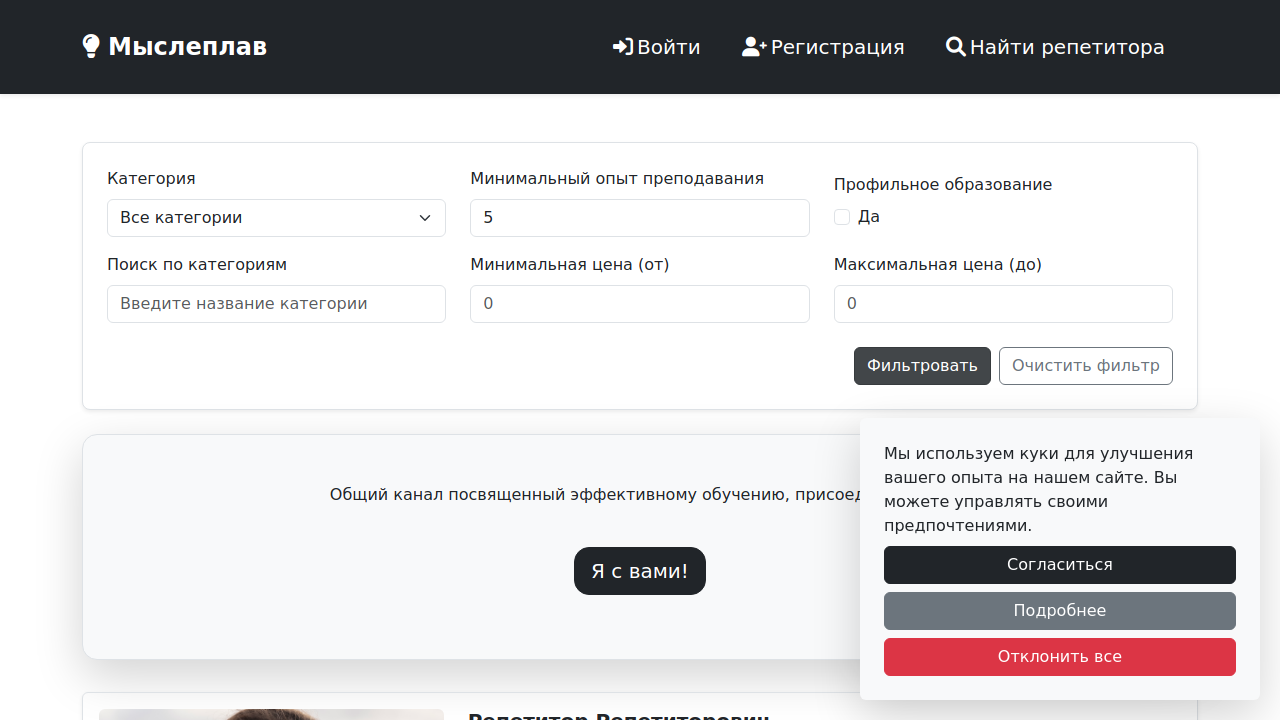 Мыслеплав
Войти
Регистрация
Найти репетитора
Категория
Минимальный опыт преподавания
Профильное образование
Все категории
5
Да
Поиск по категориям
Минимальная цена (от)
Максимальная цена (до)
Введите название категории
0
0
Фильтровать
Очистить фильтр
Общий канал посвященный эффективному обучению,
Я с вами!
Мы используем куки для улучшения
вашего опыта на нашем сайте. Вы
можете управлять своими
предпочтениями.
Согласиться
Подробнее
Отклонить все
Репетитор Репетиторович